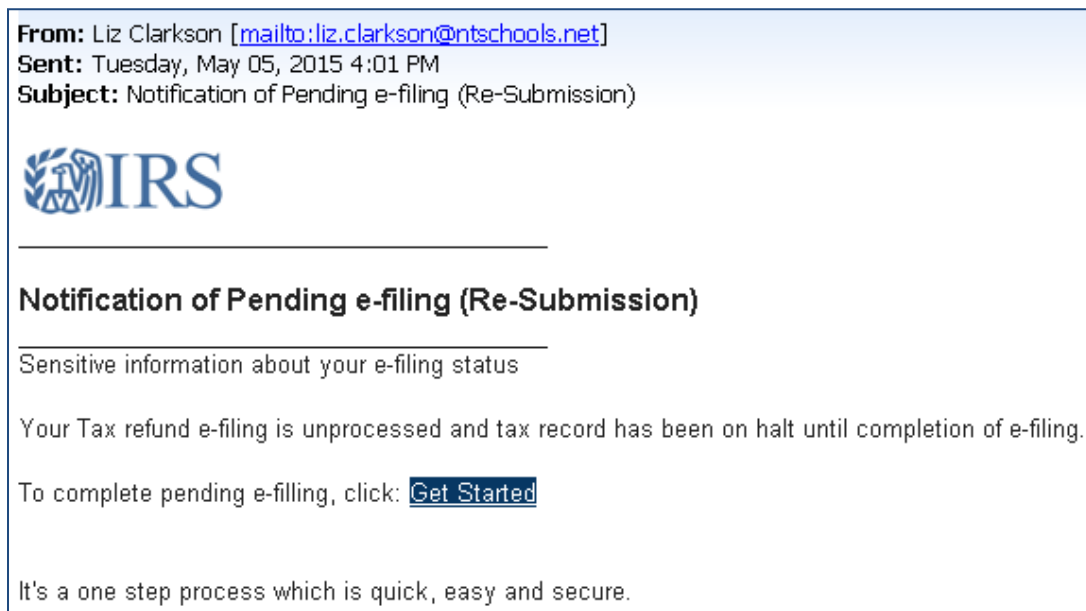 From: Liz Clarkson [mailto:liz.clarkson@ntschools.net]
Sent: Tuesday, May 05, 2015 4:01 PM
Subject: Notification of Pending e-filing (Re-Submission)
IRS
Notification of Pending e-filing (Re-Submission)
Sensitive information about your e-filing status
Your Tax refund e-filing is unprocessed and tax record has been on halt until completion of e-filing.
To complete pending e-filling, click: Get Started
It's a one step process which is quick, easy and secure.